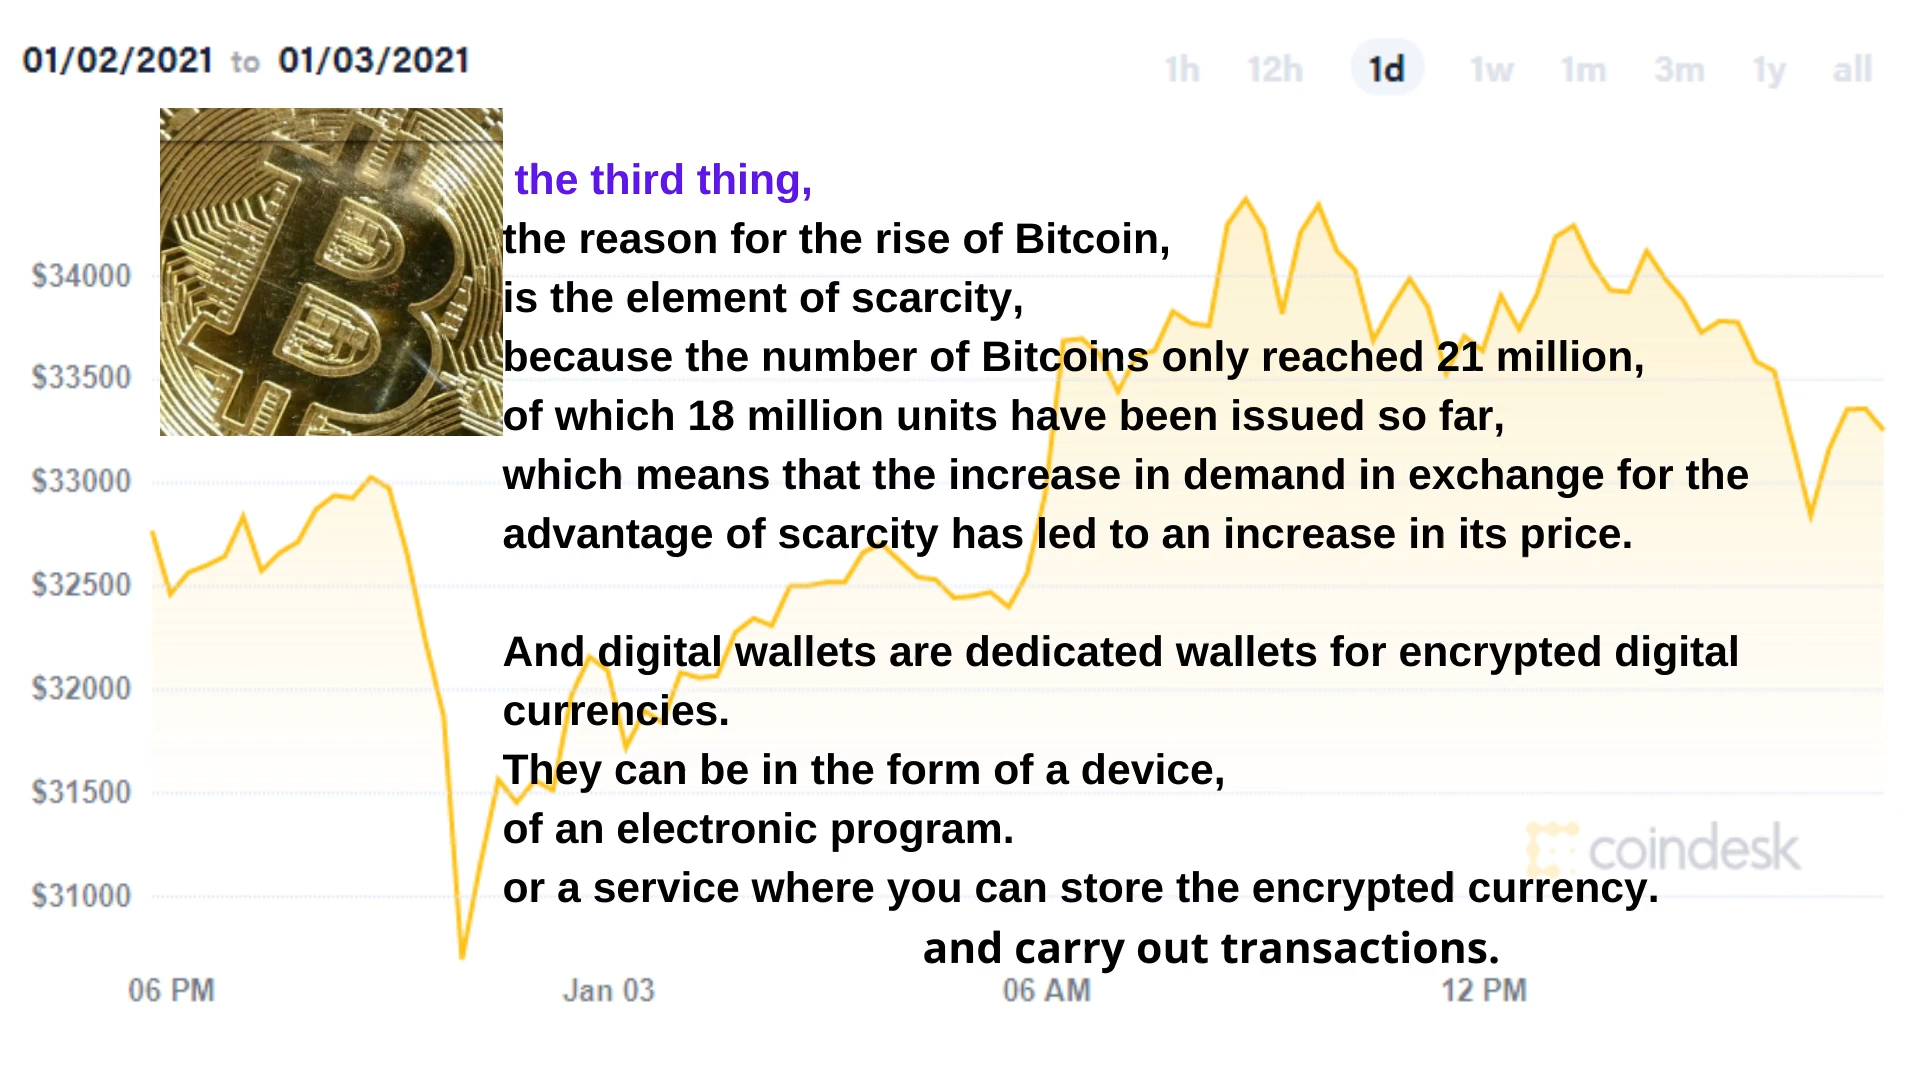 01/02/2021 to 01/03/2021
1h 12h 1d 1w 1m 3m 1y all
the third thing,
the reason for the rise of Bitcoin,
is the element of scarcity,
because the number of Bitcoins only reached 21 million,
of which 18 million units have been issued so far,
which means that the increase in demand in exchange for the
advantage of scarcity has led to an increase in its price.
And digital wallets are dedicated wallets for encrypted digital
currencies.
They can be in the form of a device,
of an electronic program.
or a service where you can store the encrypted currency.
and carry out transactions.
$34000
$33500
$33000
$32500
$32000
$31500
$31000
coindesk
06 PM Jan 03 06 AM 12 PM